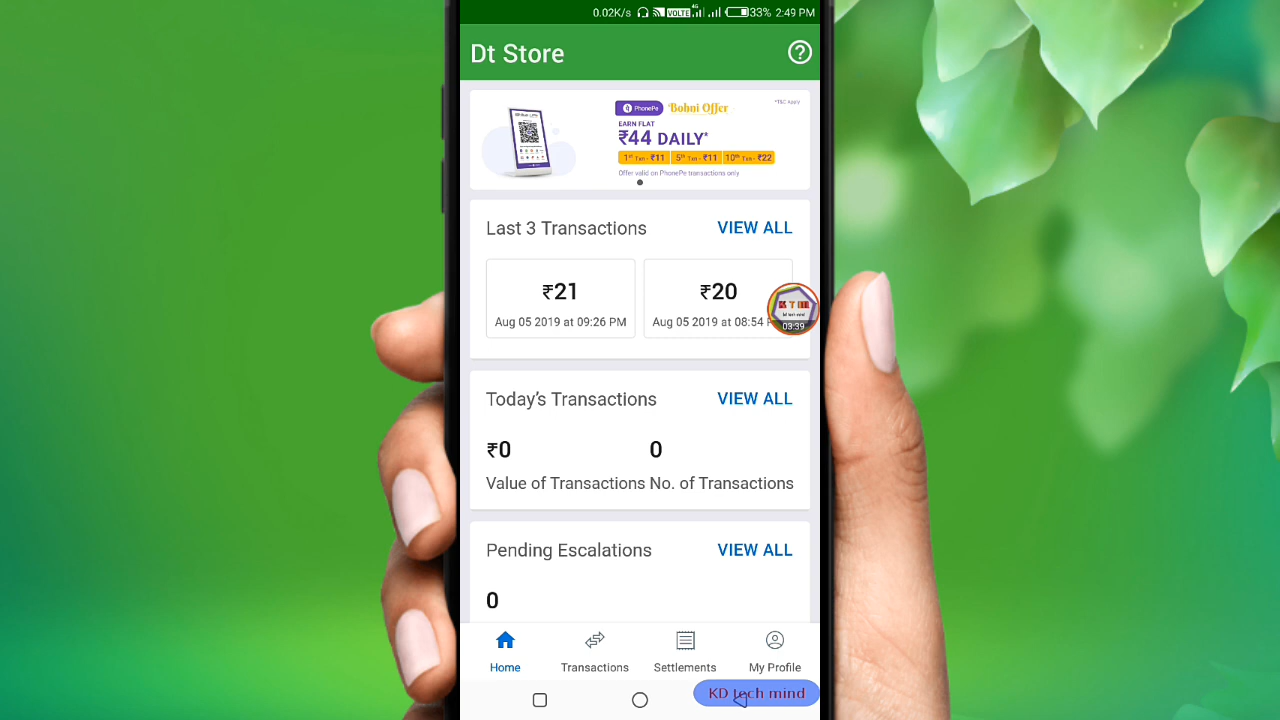 0.02K/s VOLTE 4G 33% 2:49 PM
Dt Store
PhonePe Bohni Offer *T&C Apply
EARN FLAT
₹44 DAILY*
1st Txn - ₹11 5th Txn - ₹11 10th Txn - ₹22
Offer valid on PhonePe transactions only
Last 3 Transactions VIEW ALL
₹21 ₹20
Aug 05 2019 at 09:26 PM Aug 05 2019 at 08:54
KTM
03:39
Today's Transactions VIEW ALL
₹0 0
Value of Transactions No. of Transactions
Pending Escalations VIEW ALL
0
Home Transactions Settlements My Profile
KD tech mind